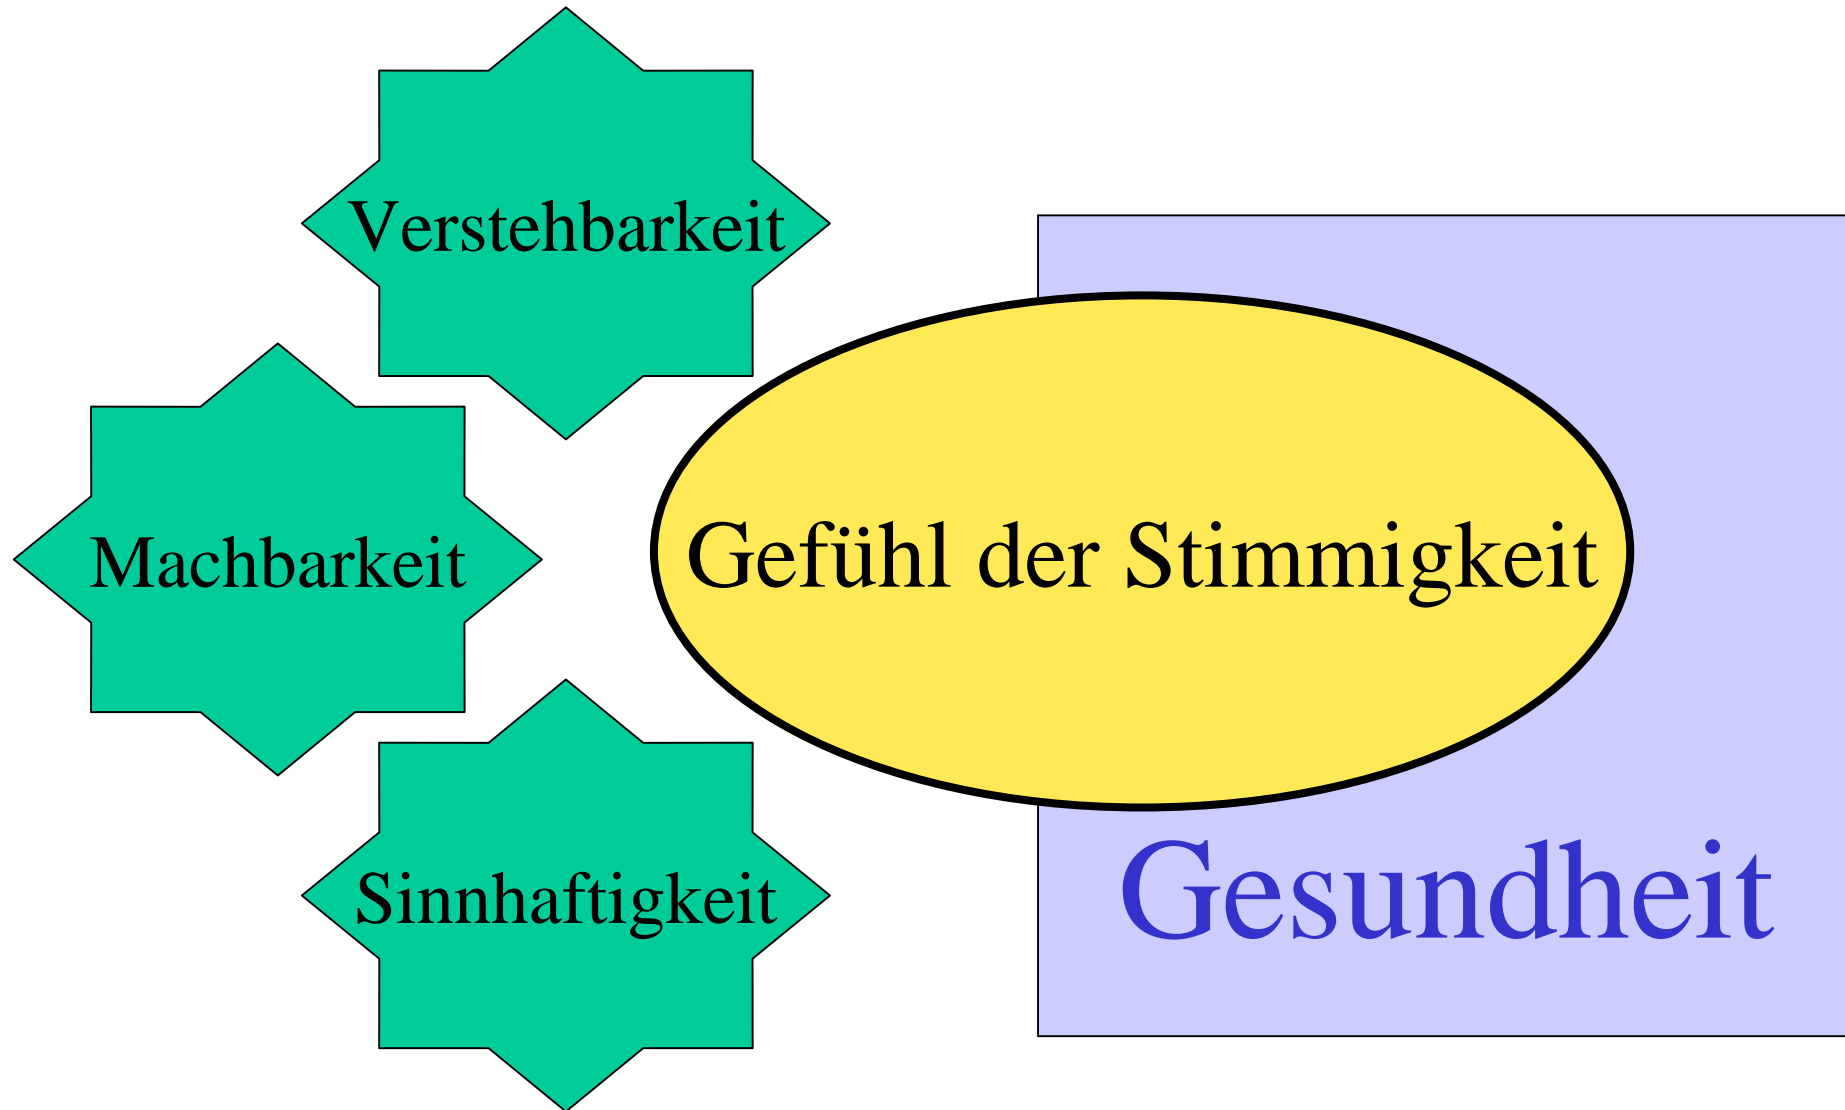 Verstehbarkeit
Machbarkeit
Gefühl der Stimmigkeit
Sinnhaftigkeit
Gesundheit